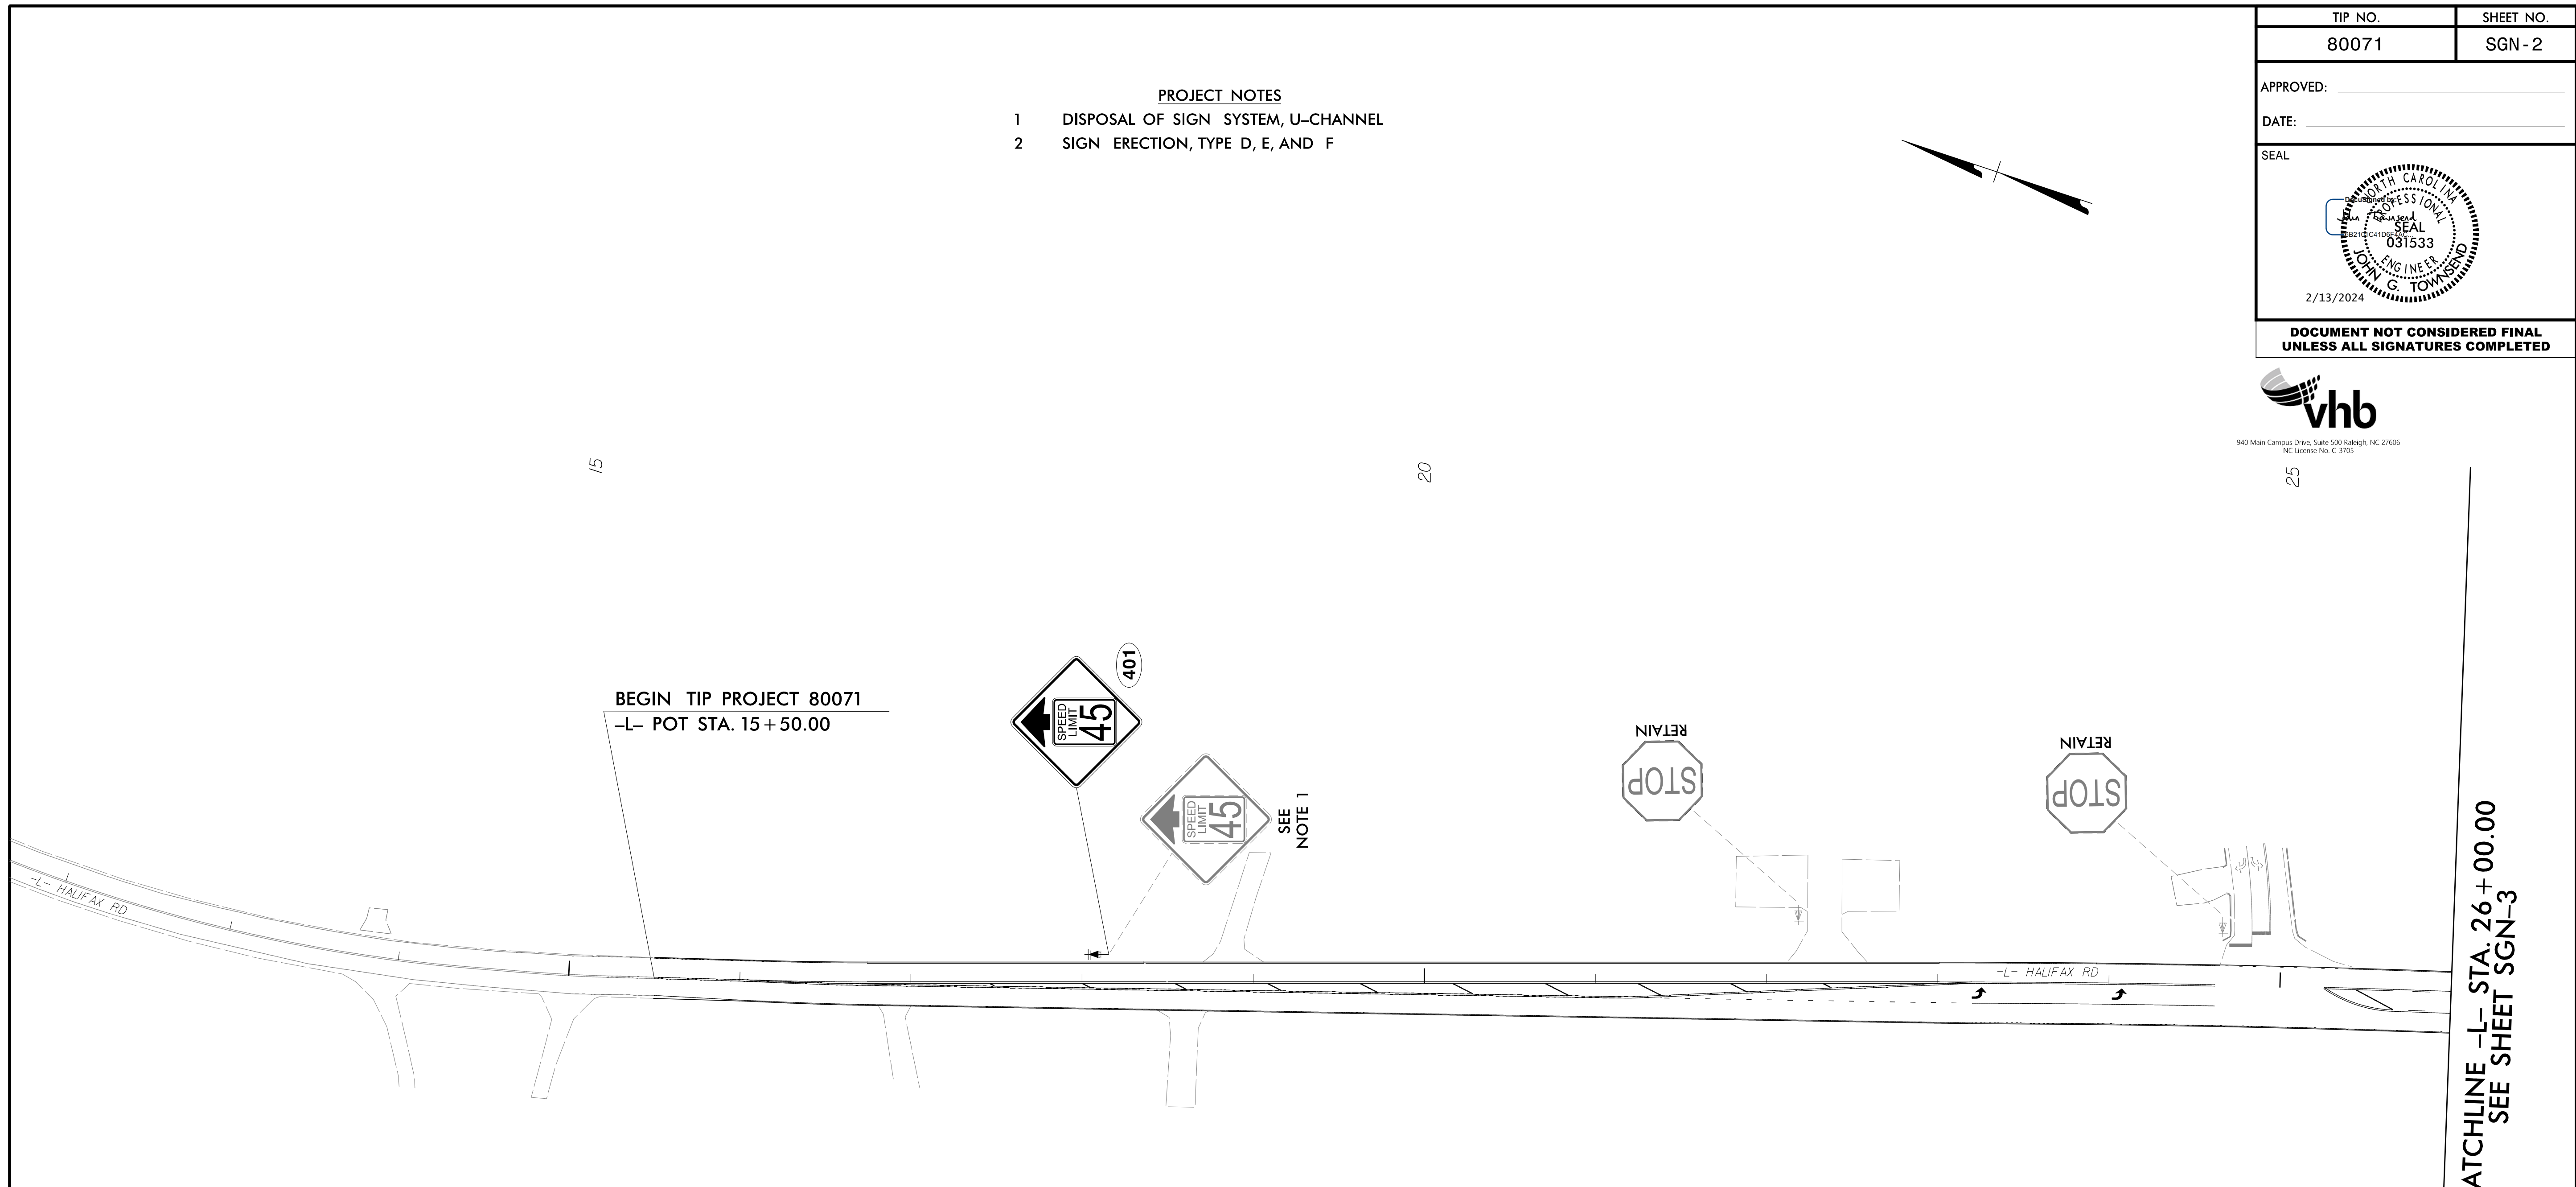 TIP NO.
SHEET NO.
80071
SGN-2
APPROVED:
DATE:
SEAL
NORTH CAROLINA
PROFESSIONAL
SEAL
031533
ENGINEER
JOHN G. TOWNSEND
2/13/2024
DOCUMENT NOT CONSIDERED FINAL
UNLESS ALL SIGNATURES COMPLETED
vhb
940 Main Campus Drive, Suite 500 Raleigh, NC 27606
NC License No. C-3705
PROJECT NOTES
1 DISPOSAL OF SIGN SYSTEM, U-CHANNEL
2 SIGN ERECTION, TYPE D, E, AND F
15
20
25
BEGIN TIP PROJECT 80071
-L- POT STA. 15+50.00
401
SPEED
LIMIT
45
SPEED
LIMIT
45
SEE
NOTE 1
RETAIN
STOP
RETAIN
STOP
-L- HALIFAX RD
-L- HALIFAX RD
ATCHLINE -L- STA. 26+00.00
SEE SHEET SGN-3